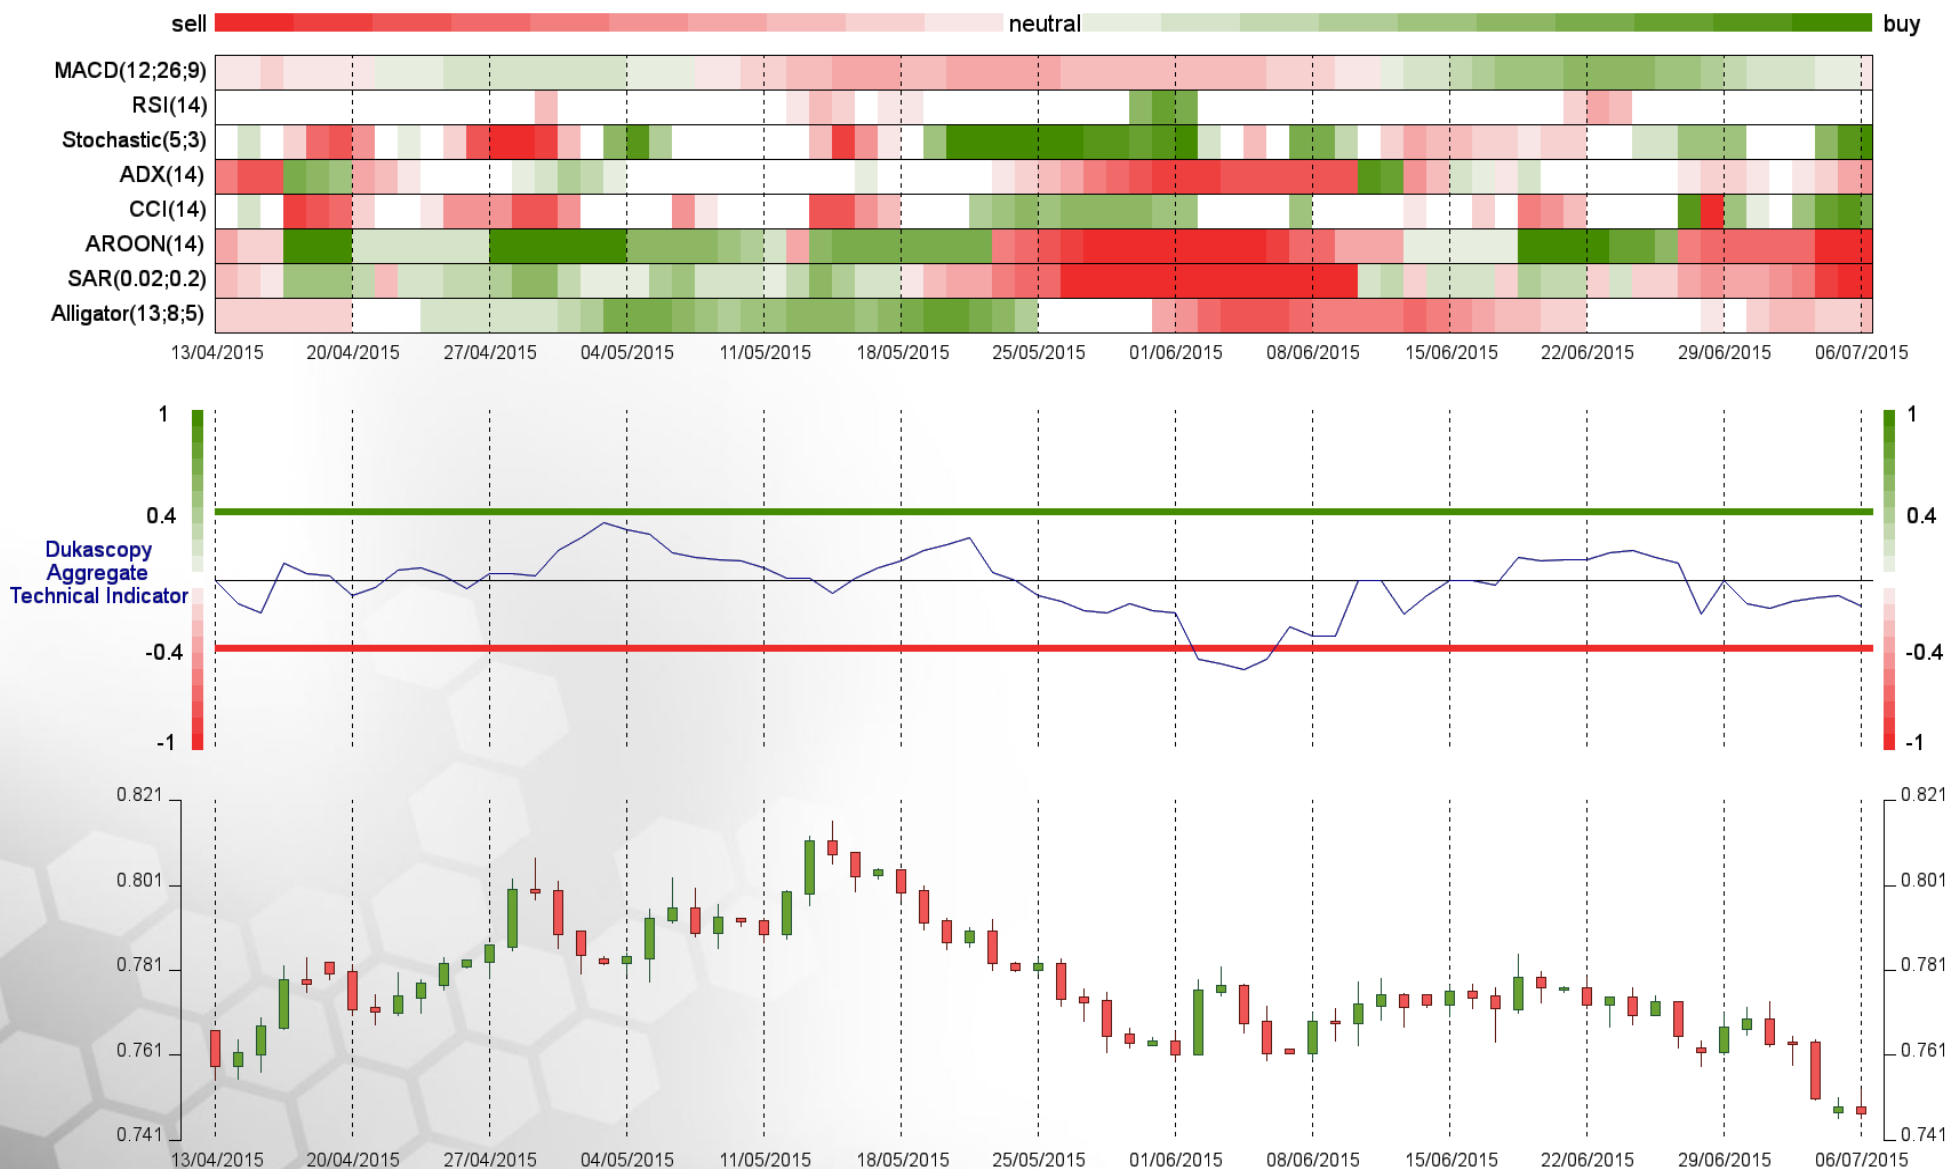 sell neutral buy
MACD(12;26;9)
RSI(14)
Stochastic(5;3)
ADX(14)
CCI(14)
AROON(14)
SAR(0.02;0.2)
Alligator(13;8;5)
13/04/2015 20/04/2015 27/04/2015 04/05/2015 11/05/2015 18/05/2015 25/05/2015 01/06/2015 08/06/2015 15/06/2015 22/06/2015 29/06/2015 06/07/2015
1 1
0.4 0.4
Dukascopy
Aggregate
Technical Indicator
-0.4 -0.4
-1 -1
0.821 0.821
0.801 0.801
0.781 0.781
0.761 0.761
0.741 0.741
13/04/2015 20/04/2015 27/04/2015 04/05/2015 11/05/2015 18/05/2015 25/05/2015 01/06/2015 08/06/2015 15/06/2015 22/06/2015 29/06/2015 06/07/2015